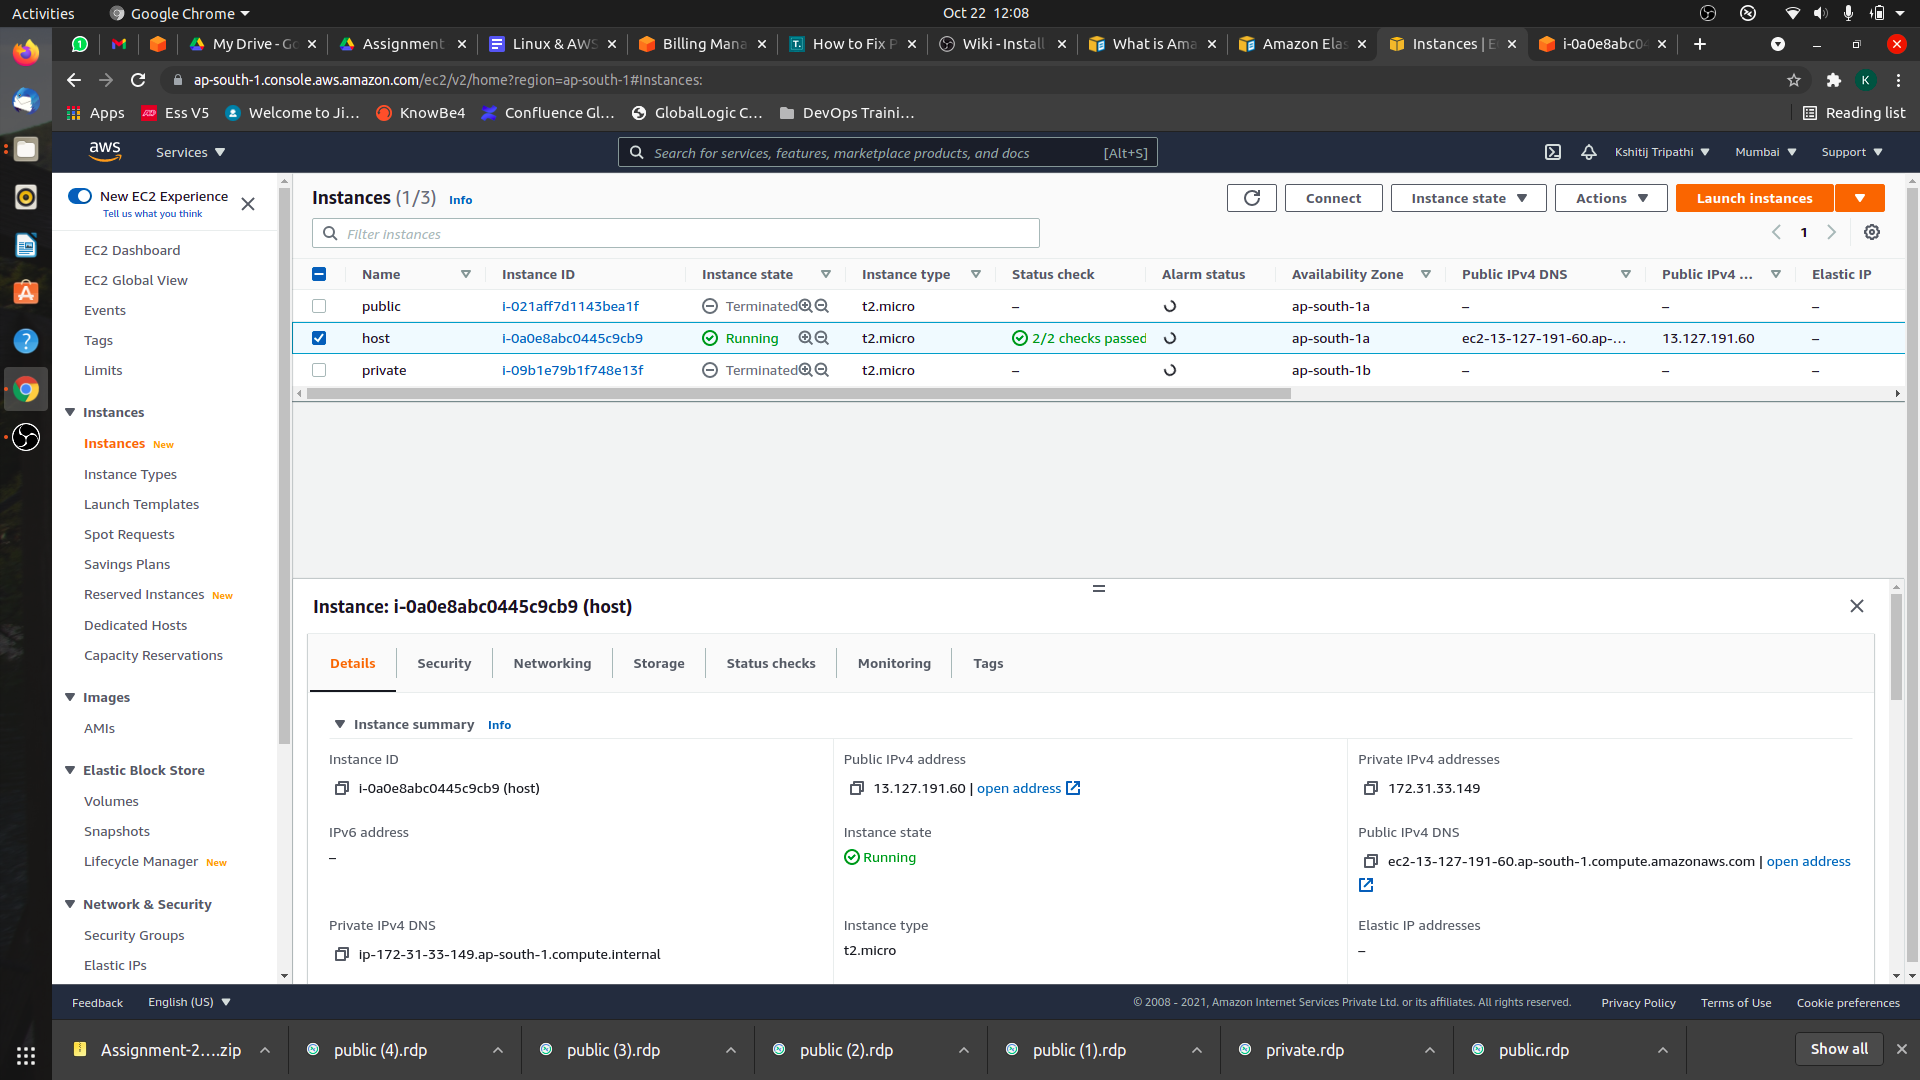 Activities
Google Chrome
Oct 22 12:08
1
My Drive - Go
Assignment
Linux & AWS
Billing Mana
How to Fix P
Wiki - Install
What is Ama
Amazon Elas
Instances | E
i-0a0e8abc04
ap-south-1.console.aws.amazon.com/ec2/v2/home?region=ap-south-1#Instances:
K
Apps
Ess V5
Welcome to Ji...
KnowBe4
Confluence Gl...
GlobalLogic C...
DevOps Traini...
Reading list
aws
Services
Search for services, features, marketplace products, and docs
[Alt+S]
Kshitij Tripathi
Mumbai
Support
New EC2 Experience
Tell us what you think
EC2 Dashboard
EC2 Global View
Events
Tags
Limits
Instances
Instances New
Instance Types
Launch Templates
Spot Requests
Savings Plans
Reserved Instances New
Dedicated Hosts
Capacity Reservations
Images
AMIs
Elastic Block Store
Volumes
Snapshots
Lifecycle Manager New
Network & Security
Security Groups
Elastic IPs
Instances (1/3) Info
Connect
Instance state
Actions
Launch instances
Filter instances
1
Name Instance ID Instance state Instance type Status check Alarm status Availability Zone Public IPv4 DNS Public IPv4 ... Elastic IP
public i-021aff7d1143bea1f Terminated t2.micro – ap-south-1a – – –
host i-0a0e8abc0445c9cb9 Running t2.micro 2/2 checks passed ap-south-1a ec2-13-127-191-60.ap-... 13.127.191.60 –
private i-09b1e79b1f748e13f Terminated t2.micro – ap-south-1b – – –
Instance: i-0a0e8abc0445c9cb9 (host)
Details
Security
Networking
Storage
Status checks
Monitoring
Tags
Instance summary Info
Instance ID
i-0a0e8abc0445c9cb9 (host)
Public IPv4 address
13.127.191.60 | open address
Private IPv4 addresses
172.31.33.149
IPv6 address
–
Instance state
Running
Public IPv4 DNS
ec2-13-127-191-60.ap-south-1.compute.amazonaws.com | open address
Private IPv4 DNS
ip-172-31-33-149.ap-south-1.compute.internal
Instance type
t2.micro
Elastic IP addresses
–
Feedback
English (US)
© 2008 - 2021, Amazon Internet Services Private Ltd. or its affiliates. All rights reserved.
Privacy Policy
Terms of Use
Cookie preferences
Assignment-2....zip
public (4).rdp
public (3).rdp
public (2).rdp
public (1).rdp
private.rdp
public.rdp
Show all